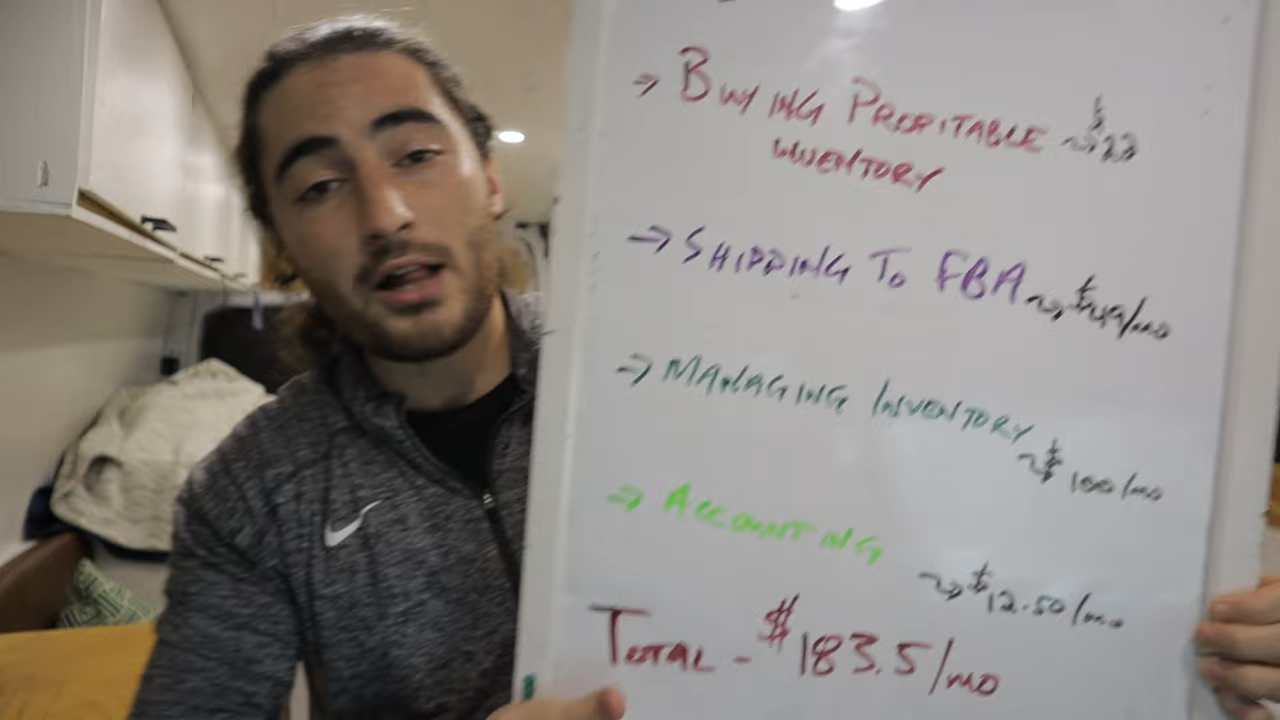 → BUYING PROFITABLE ~ $22
INVENTORY
→ SHIPPING TO FBA ~ $49/mo
→ MANAGING INVENTORY
~ $100/mo
→ ACCOUNTING
~ $12.50/mo
TOTAL - $183.5/mo